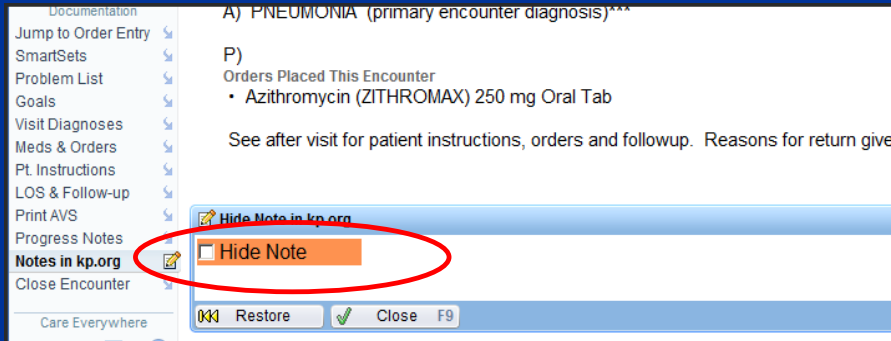 Documentation
Jump to Order Entry
SmartSets
Problem List
Goals
Visit Diagnoses
Meds & Orders
Pt. Instructions
LOS & Follow-up
Print AVS
Progress Notes
Notes in kp.org
Close Encounter
Care Everywhere
A) PNEUMONIA (primary encounter diagnosis)***
P)
Orders Placed This Encounter
• Azithromycin (ZITHROMAX) 250 mg Oral Tab
See after visit for patient instructions, orders and followup. Reasons for return give
Hide Note in kp.org
Hide Note
Restore Close F9